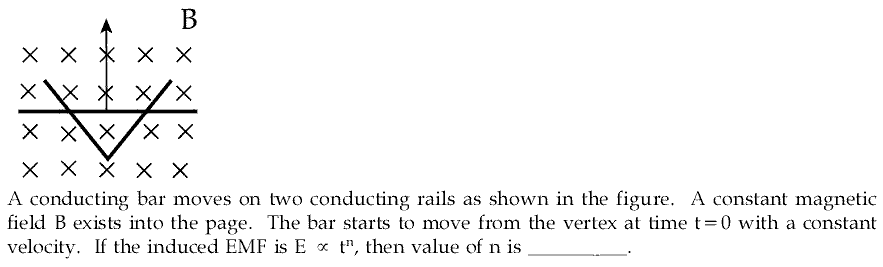 B
A conducting bar moves on two conducting rails as shown in the figure. A constant magnetic
field B exists into the page. The bar starts to move from the vertex at time t=0 with a constant
velocity. If the induced EMF is E ∝ tⁿ, then value of n is __________.